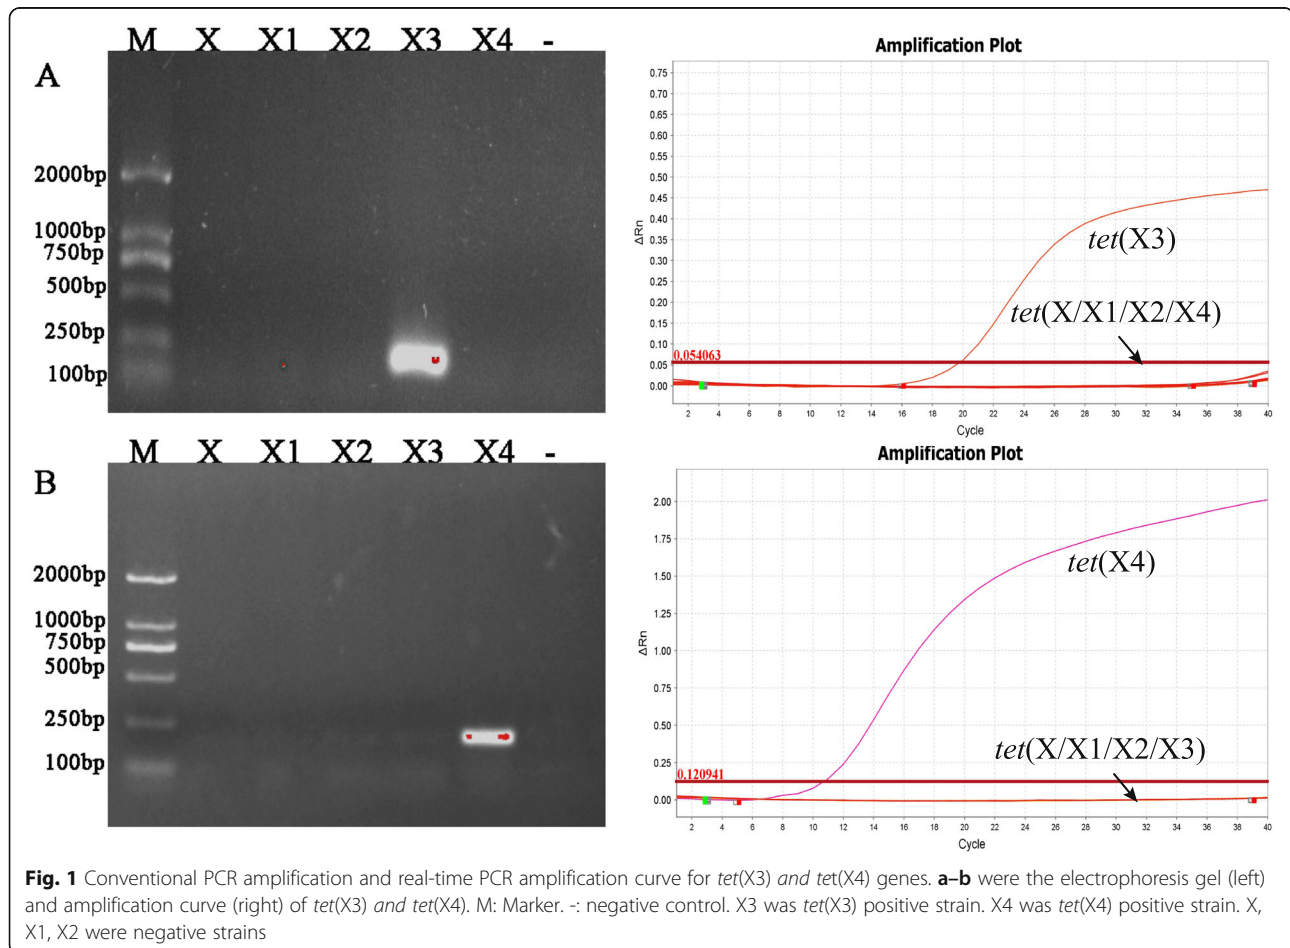 M X X1 X2 X3 X4 -
A
2000bp
1000bp
750bp
500bp
250bp
100bp
Amplification Plot
0.75
0.70
0.65
0.60
0.55
0.50
0.45
0.40
0.35
0.30
0.25
0.20
0.15
0.10
0.05
0.00
ΔRn
tet(X3)
tet(X/X1/X2/X4)
0.054063
2 4 6 8 10 12 14 16 18 20 22 24 26 28 30 32 34 36 38 40
Cycle
M X X1 X2 X3 X4 -
B
2000bp
1000bp
750bp
500bp
250bp
100bp
Amplification Plot
2.00
1.75
1.50
1.25
1.00
0.75
0.50
0.25
0.00
ΔRn
tet(X4)
tet(X/X1/X2/X3)
0.120941
2 4 6 8 10 12 14 16 18 20 22 24 26 28 30 32 34 36 38 40
Cycle
Fig. 1 Conventional PCR amplification and real-time PCR amplification curve for tet(X3) and tet(X4) genes. a–b were the electrophoresis gel (left)
and amplification curve (right) of tet(X3) and tet(X4). M: Marker. -: negative control. X3 was tet(X3) positive strain. X4 was tet(X4) positive strain. X,
X1, X2 were negative strains